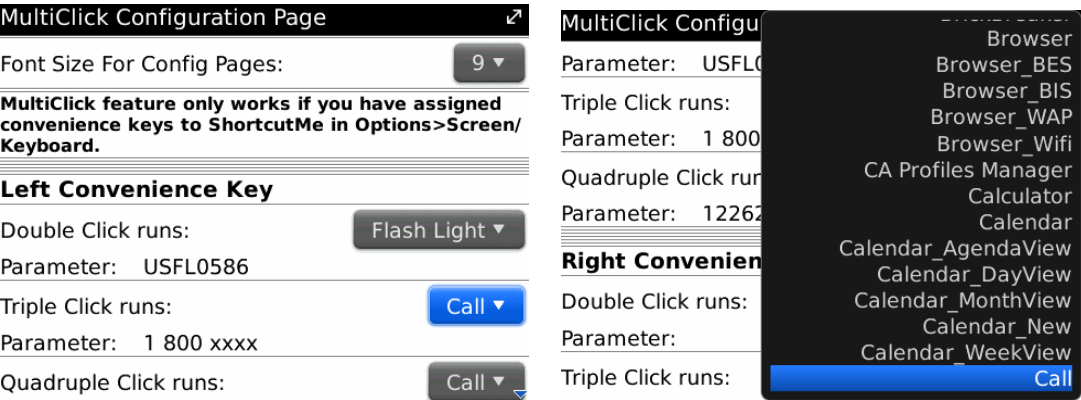 MultiClick Configuration Page
Font Size For Config Pages: 9
MultiClick feature only works if you have assigned
convenience keys to ShortcutMe in Options>Screen/
Keyboard.
Left Convenience Key
Double Click runs: Flash Light
Parameter: USFL0586
Triple Click runs: Call
Parameter: 1 800 xxxx
Quadruple Click runs: Call
MultiClick Configu
Parameter: USFL0
Triple Click runs:
Parameter: 1 800
Quadruple Click run
Parameter: 12262
Right Convenien
Double Click runs:
Parameter:
Triple Click runs:
Browser
Browser_BES
Browser_BIS
Browser_WAP
Browser_Wifi
CA Profiles Manager
Calculator
Calendar
Calendar_AgendaView
Calendar_DayView
Calendar_MonthView
Calendar_New
Calendar_WeekView
Call